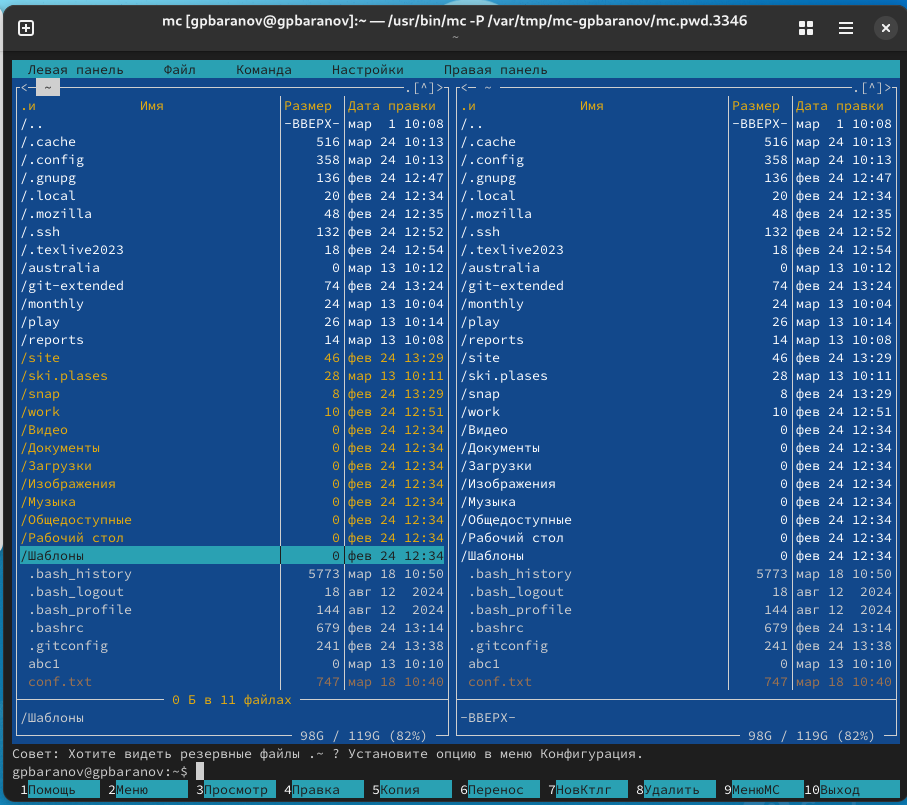 mc [gpbaranov@gpbaranov]:~ — /usr/bin/mc -P /var/tmp/mc-gpbaranov/mc.pwd.3346
~
Левая панель Файл Команда Настройки Правая панель
<— ~ .[^]> <— ~ .[^]>
.и Имя Размер Дата правки .и Имя Размер Дата правки
/.. -ВВЕРХ- мар 1 10:08 /.. -ВВЕРХ- мар 1 10:08
/.cache 516 мар 24 10:13 /.cache 516 мар 24 10:13
/.config 358 мар 24 10:13 /.config 358 мар 24 10:13
/.gnupg 136 фев 24 12:47 /.gnupg 136 фев 24 12:47
/.local 20 фев 24 12:34 /.local 20 фев 24 12:34
/.mozilla 48 фев 24 12:35 /.mozilla 48 фев 24 12:35
/.ssh 132 фев 24 12:52 /.ssh 132 фев 24 12:52
/.texlive2023 18 фев 24 12:54 /.texlive2023 18 фев 24 12:54
/australia 0 мар 13 10:12 /australia 0 мар 13 10:12
/git-extended 74 фев 24 13:24 /git-extended 74 фев 24 13:24
/monthly 24 мар 13 10:04 /monthly 24 мар 13 10:04
/play 26 мар 13 10:14 /play 26 мар 13 10:14
/reports 14 мар 13 10:08 /reports 14 мар 13 10:08
/site 46 фев 24 13:29 /site 46 фев 24 13:29
/ski.plases 28 мар 13 10:11 /ski.plases 28 мар 13 10:11
/snap 8 фев 24 13:29 /snap 8 фев 24 13:29
/work 10 фев 24 12:51 /work 10 фев 24 12:51
/Видео 0 фев 24 12:34 /Видео 0 фев 24 12:34
/Документы 0 фев 24 12:34 /Документы 0 фев 24 12:34
/Загрузки 0 фев 24 12:34 /Загрузки 0 фев 24 12:34
/Изображения 0 фев 24 12:34 /Изображения 0 фев 24 12:34
/Музыка 0 фев 24 12:34 /Музыка 0 фев 24 12:34
/Общедоступные 0 фев 24 12:34 /Общедоступные 0 фев 24 12:34
/Рабочий стол 0 фев 24 12:34 /Рабочий стол 0 фев 24 12:34
/Шаблоны 0 фев 24 12:34 /Шаблоны 0 фев 24 12:34
.bash_history 5773 мар 18 10:50 .bash_history 5773 мар 18 10:50
.bash_logout 18 авг 12 2024 .bash_logout 18 авг 12 2024
.bash_profile 144 авг 12 2024 .bash_profile 144 авг 12 2024
.bashrc 679 фев 24 13:14 .bashrc 679 фев 24 13:14
.gitconfig 241 фев 24 13:38 .gitconfig 241 фев 24 13:38
abc1 0 мар 13 10:10 abc1 0 мар 13 10:10
conf.txt 747 мар 18 10:40 conf.txt 747 мар 18 10:40
0 Б в 11 файлах
/Шаблоны -ВВЕРХ-
98G / 119G (82%) 98G / 119G (82%)
Совет: Хотите видеть резервные файлы .~ ? Установите опцию в меню Конфигурация.
gpbaranov@gpbaranov:~$
1Помощь 2Меню 3Просмотр 4Правка 5Копия 6Перенос 7НовКтлг 8Удалить 9МенюМС 10Выход